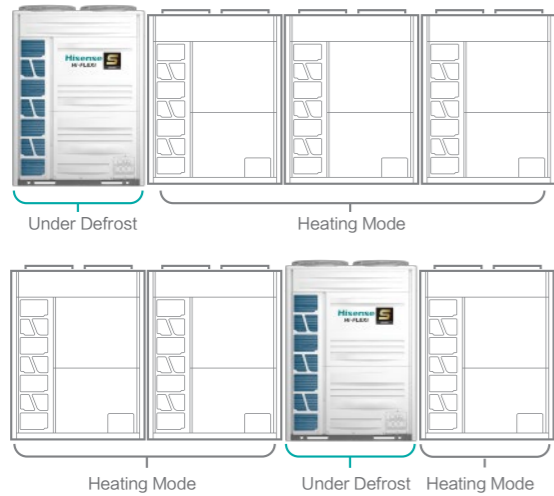 Hisense S
HI-FLEXI
Under Defrost Heating Mode
Hisense S
HI-FLEXI
Heating Mode Under Defrost Heating Mode